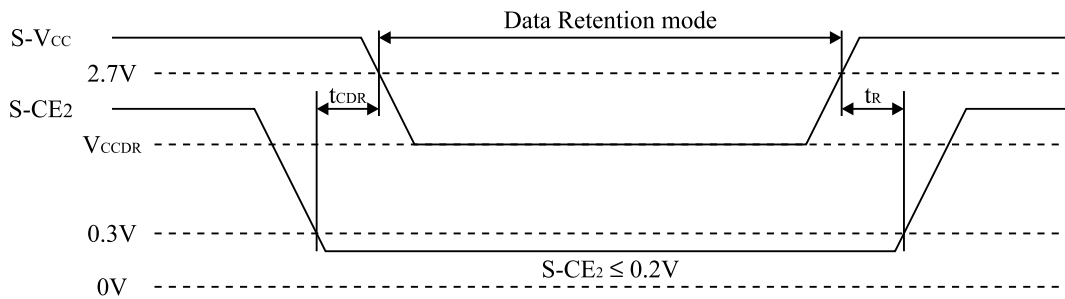 Data Retention mode
S-VCC
2.7V
tCDR
tR
S-CE2
VCCDR
0.3V
S-CE2 ≤ 0.2V
0V